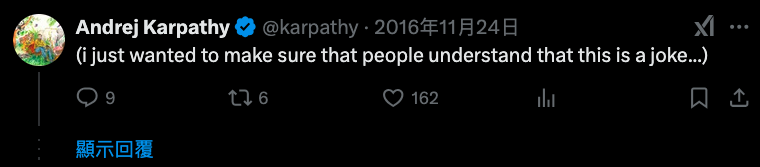 Andrej Karpathy @karpathy · 2016年11月24日
(i just wanted to make sure that people understand that this is a joke...)
9 6 162
顯示回覆